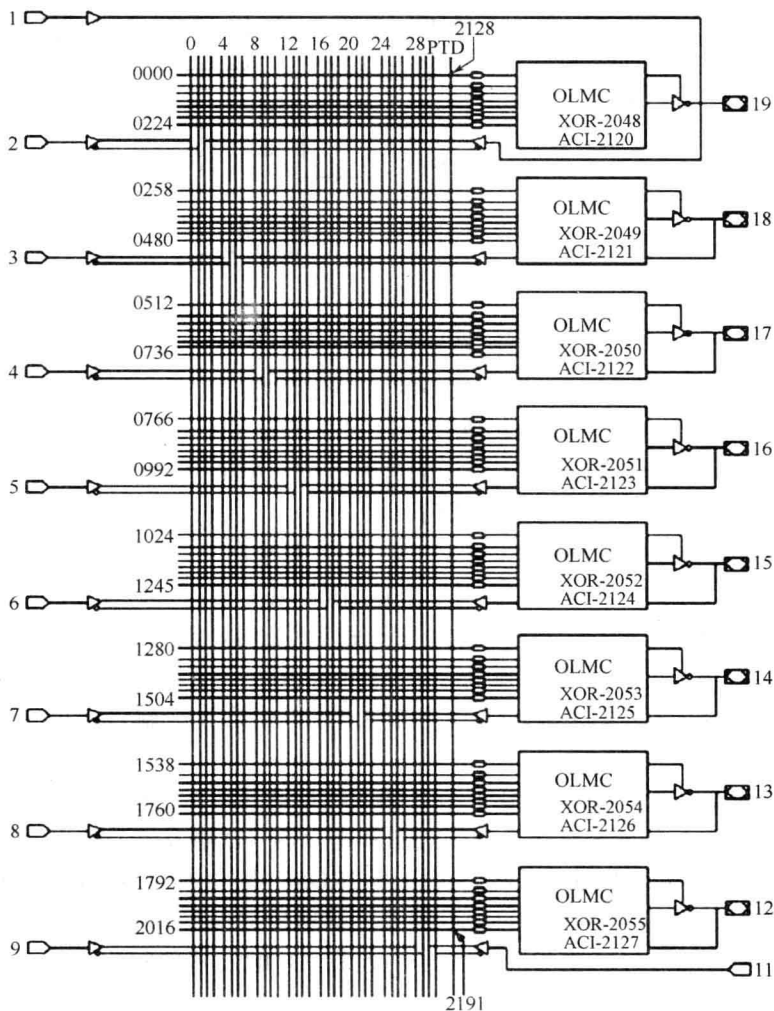 1
2128
0 4 8 12 16 20 24 28 PTD
0000
OLMC
XOR-2048
ACI-2120
19
0224
2
0258
OLMC
XOR-2049
ACI-2121
18
0480
3
0512
OLMC
XOR-2050
ACI-2122
17
0736
4
0766
OLMC
XOR-2051
ACI-2123
16
0992
5
1024
OLMC
XOR-2052
ACI-2124
15
1245
6
1280
OLMC
XOR-2053
ACI-2125
14
1504
7
1538
OLMC
XOR-2054
ACI-2126
13
1760
8
1792
OLMC
XOR-2055
ACI-2127
12
2016
9
11
2191